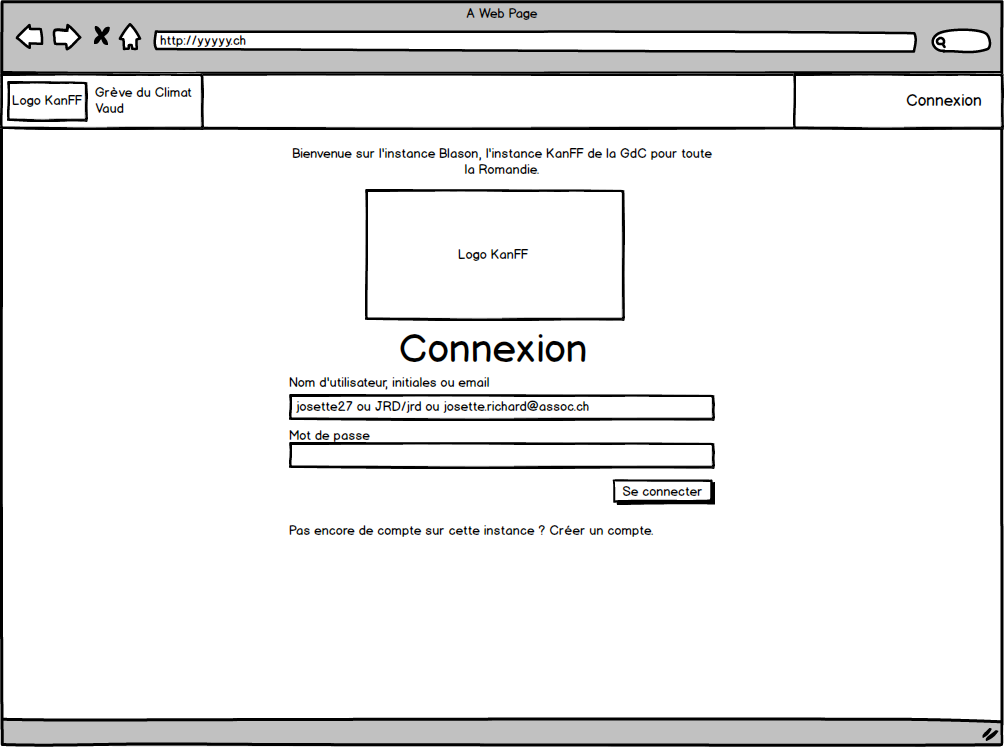 A Web Page
http://yyyyy.ch
Logo KanFF
Grève du Climat
Vaud
Connexion
Bienvenue sur l'instance Blason, l'instance KanFF de la GdC pour toute
la Romandie.
Logo KanFF
Connexion
Nom d'utilisateur, initiales ou email
josette27 ou JRD/jrd ou josette.richard@assoc.ch
Mot de passe
Se connecter
Pas encore de compte sur cette instance ? Créer un compte.